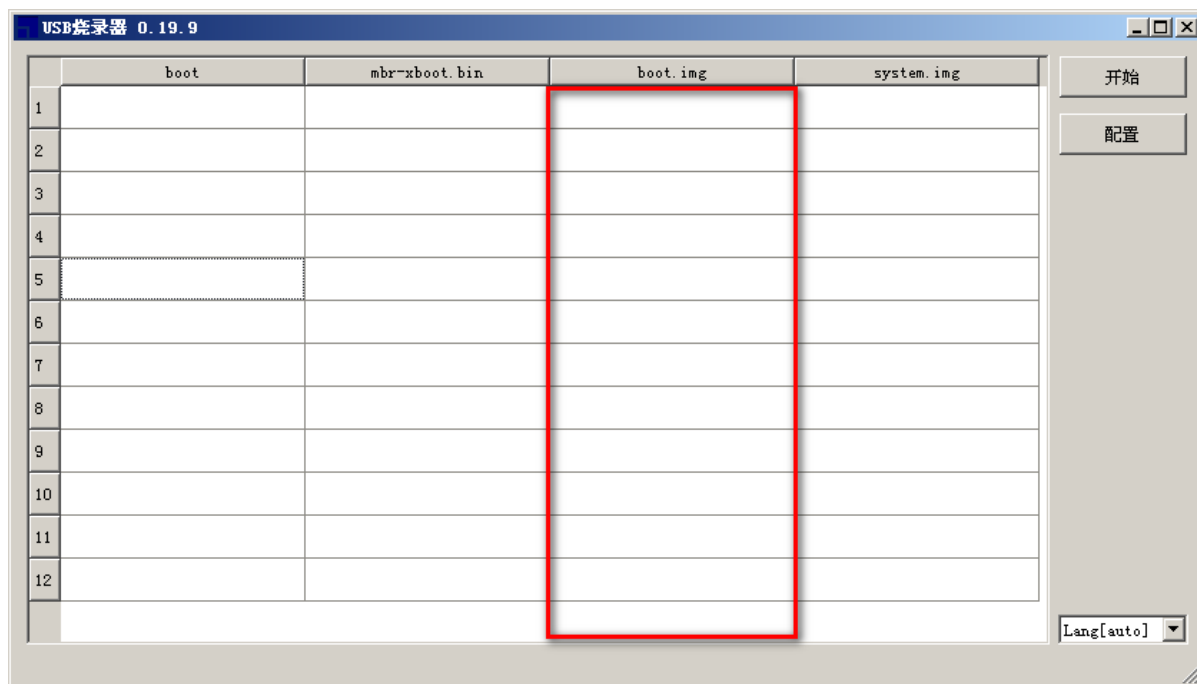 USB烧录器 0.19.9
boot mbr-xboot.bin boot.img system.img
开始
1
配置
2
3
4
5
6
7
8
9
10
11
12
Lang[auto]